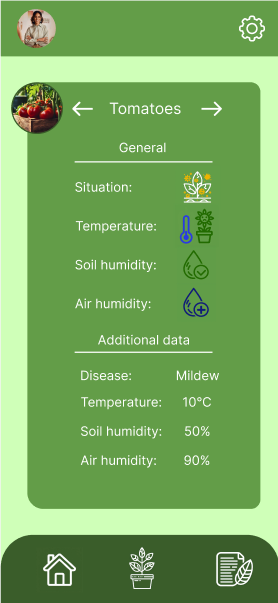 Tomatoes
General
Situation:
Temperature:
Soil humidity:
Air humidity:
Additional data
Disease: Mildew
Temperature: 10°C
Soil humidity: 50%
Air humidity: 90%